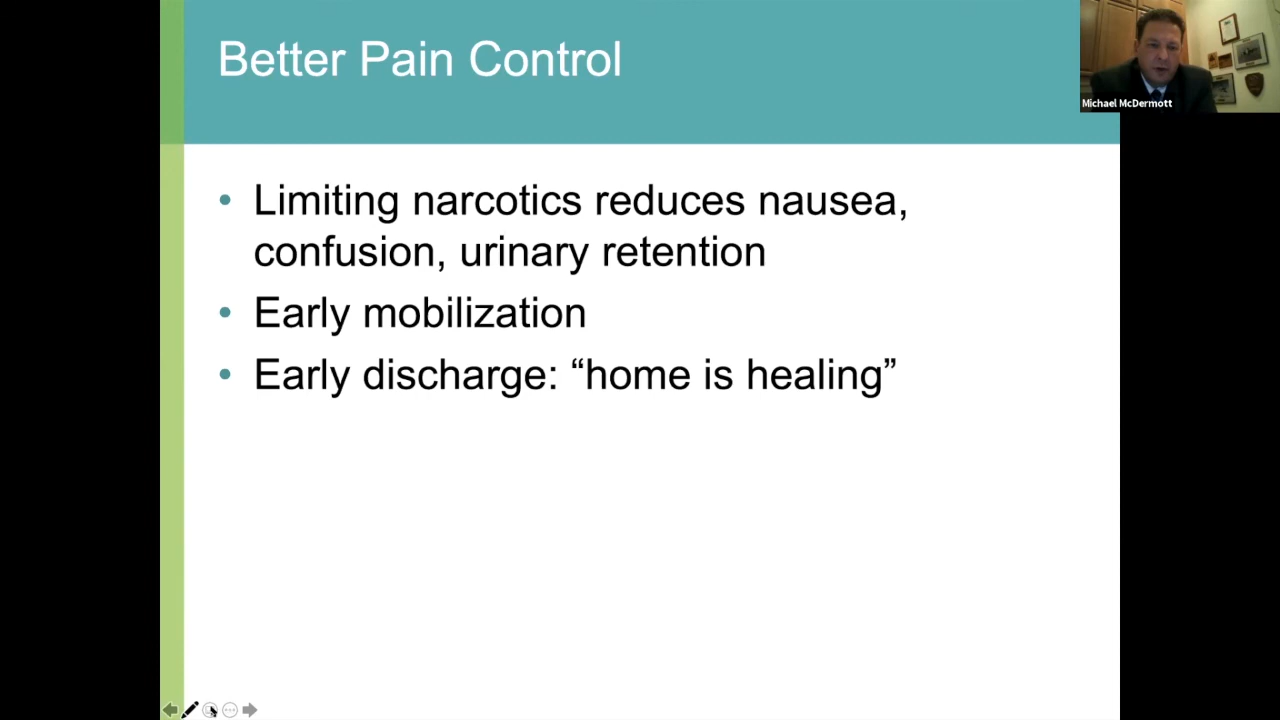 Better Pain Control
Michael McDermott
• Limiting narcotics reduces nausea,
confusion, urinary retention
• Early mobilization
• Early discharge: “home is healing”